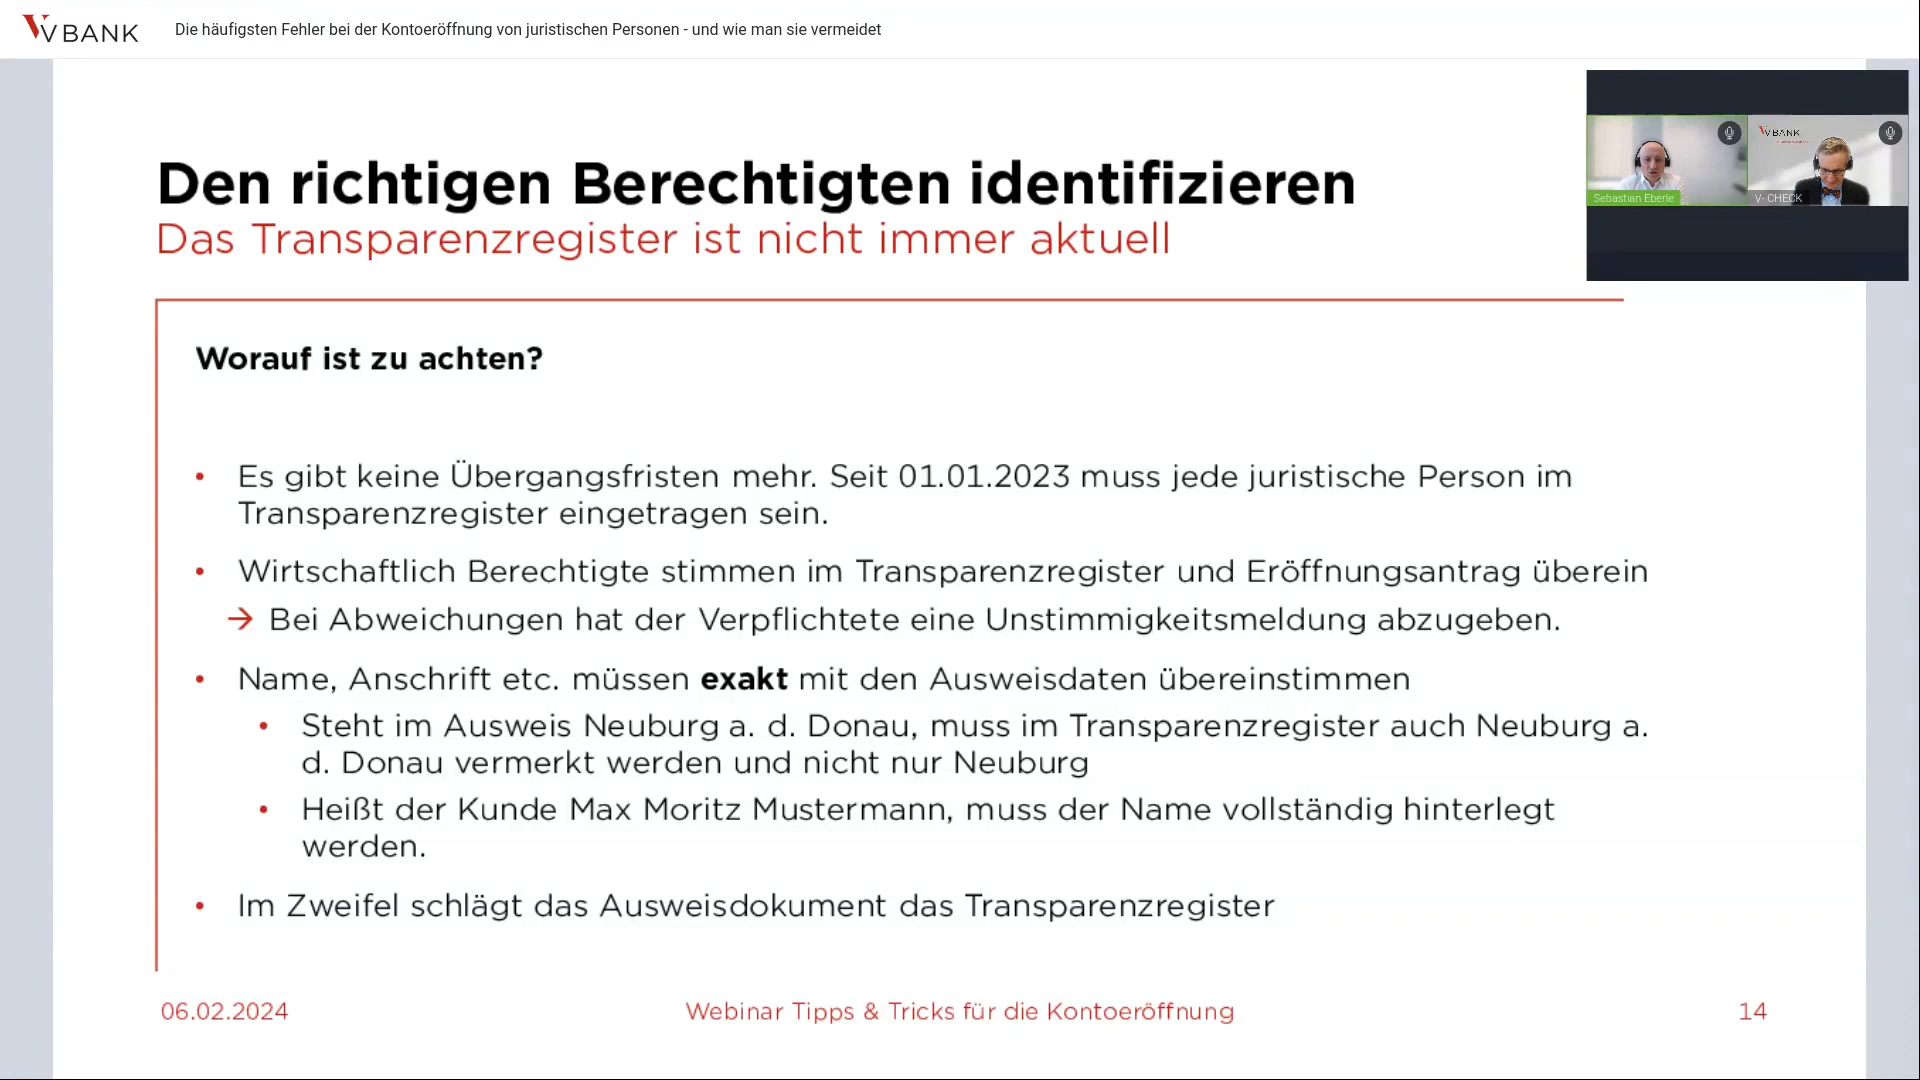 VBANK
Die häufigsten Fehler bei der Kontoeröffnung von juristischen Personen - und wie man sie vermeidet
VBANK
Sebastian Eberle
V- CHECK
Den richtigen Berechtigten identifizieren
Das Transparenzregister ist nicht immer aktuell
Worauf ist zu achten?
• Es gibt keine Übergangsfristen mehr. Seit 01.01.2023 muss jede juristische Person im
Transparenzregister eingetragen sein.
• Wirtschaftlich Berechtigte stimmen im Transparenzregister und Eröffnungsantrag überein
→ Bei Abweichungen hat der Verpflichtete eine Unstimmigkeitsmeldung abzugeben.
• Name, Anschrift etc. müssen exakt mit den Ausweisdaten übereinstimmen
• Steht im Ausweis Neuburg a. d. Donau, muss im Transparenzregister auch Neuburg a.
d. Donau vermerkt werden und nicht nur Neuburg
• Heißt der Kunde Max Moritz Mustermann, muss der Name vollständig hinterlegt
werden.
• Im Zweifel schlägt das Ausweisdokument das Transparenzregister
06.02.2024
Webinar Tipps & Tricks für die Kontoeröffnung
14